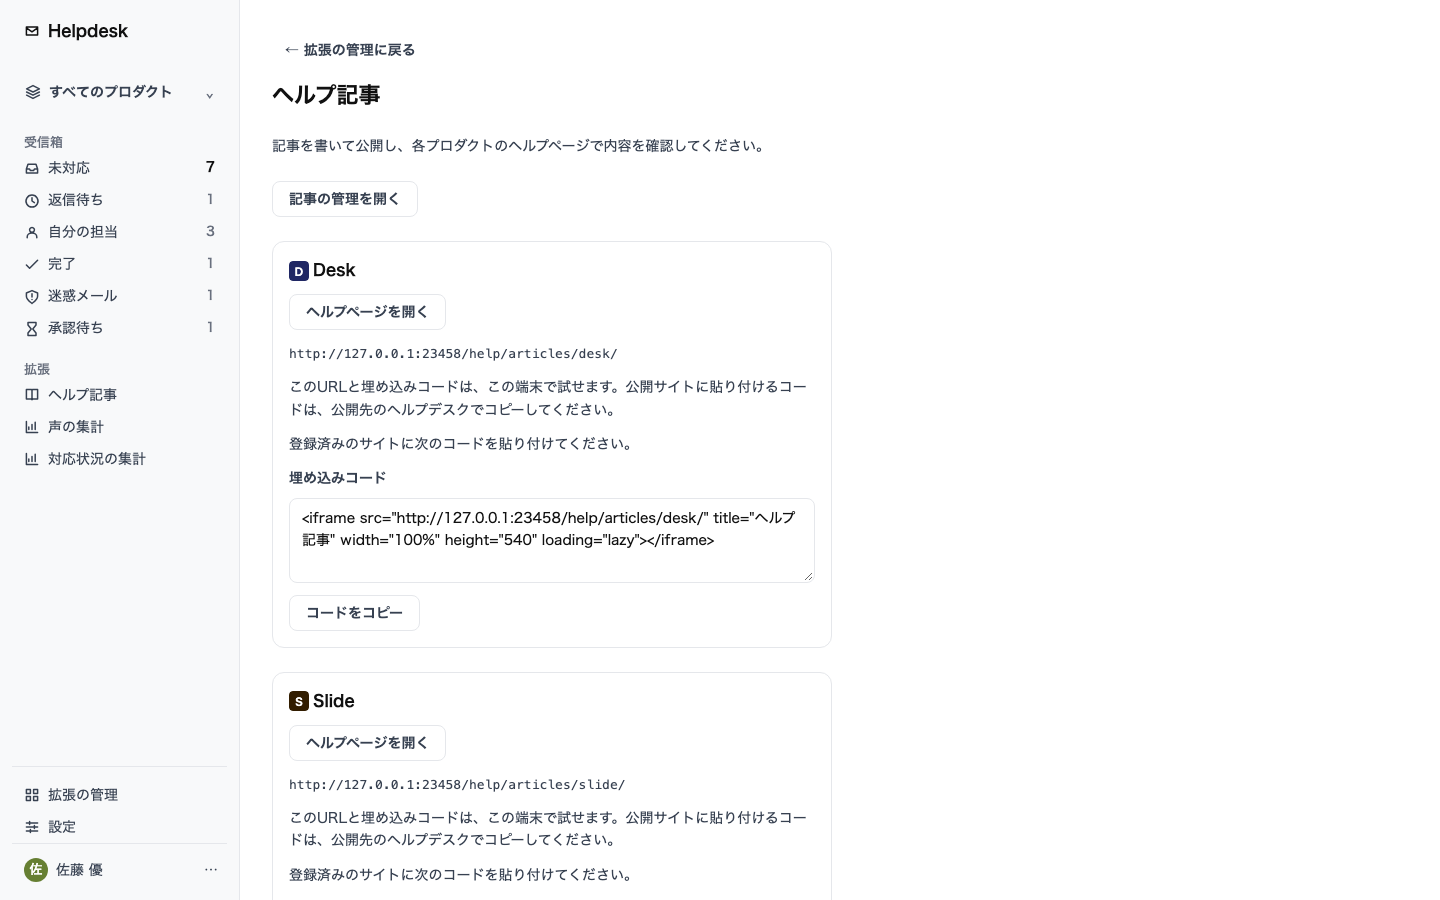 Helpdesk
すべてのプロダクト
受信箱
未対応 7
返信待ち 1
自分の担当 3
完了 1
迷惑メール 1
承認待ち 1
拡張
ヘルプ記事
声の集計
対応状況の集計
拡張の管理
設定
佐 佐藤 優 …
← 拡張の管理に戻る
ヘルプ記事
記事を書いて公開し、各プロダクトのヘルプページで内容を確認してください。
記事の管理を開く
D Desk
ヘルプページを開く
http://127.0.0.1:23458/help/articles/desk/
このURLと埋め込みコードは、この端末で試せます。公開サイトに貼り付けるコー
ドは、公開先のヘルプデスクでコピーしてください。
登録済みのサイトに次のコードを貼り付けてください。
埋め込みコード
<iframe src="http://127.0.0.1:23458/help/articles/desk/" title="ヘルプ
記事" width="100%" height="540" loading="lazy"></iframe>
コードをコピー
S Slide
ヘルプページを開く
http://127.0.0.1:23458/help/articles/slide/
このURLと埋め込みコードは、この端末で試せます。公開サイトに貼り付けるコー
ドは、公開先のヘルプデスクでコピーしてください。
登録済みのサイトに次のコードを貼り付けてください。